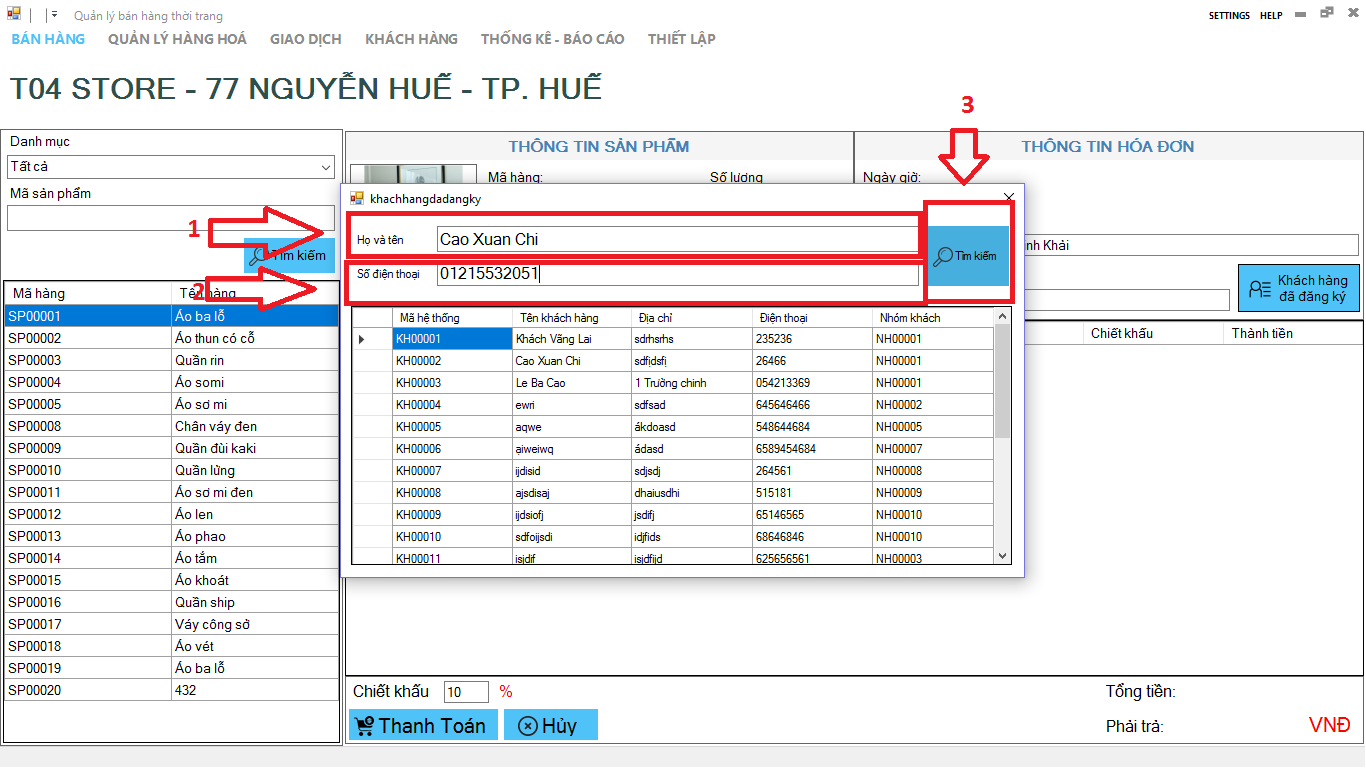 Quản lý bán hàng thời trang
SETTINGS HELP
BÁN HÀNG QUẢN LÝ HÀNG HOÁ GIAO DỊCH KHÁCH HÀNG THỐNG KÊ - BÁO CÁO THIẾT LẬP
T04 STORE - 77 NGUYỄN HUẾ - TP. HUẾ
3
Danh mục
Tất cả
Mã sản phẩm
1
Tìm kiếm
2
Mã hàng Tên hàng
SP00001 Áo ba lỗ
SP00002 Áo thun có cỗ
SP00003 Quần rin
SP00004 Áo somi
SP00005 Áo sơ mi
SP00008 Chân váy đen
SP00009 Quần đùi kaki
SP00010 Quần lửng
SP00011 Áo sơ mi đen
SP00012 Áo len
SP00013 Áo phao
SP00014 Áo tắm
SP00015 Áo khoát
SP00016 Quần ship
SP00017 Váy công sở
SP00018 Áo vét
SP00019 Áo ba lỗ
SP00020 432
THÔNG TIN SẢN PHẨM
Mã hàng: Số lượng
THÔNG TIN HÓA ĐƠN
Ngày giờ:
Khải
Khách hàng
đã đăng ký
Chiết khấu Thành tiền
khachhangdadangky
Họ và tên Cao Xuan Chi
Số điện thoại 01215532051
Tìm kiếm
Mã hệ thống Tên khách hàng Địa chỉ Điện thoại Nhóm khách
KH00001 Khách Vãng Lai sdrhsrhs 235236 NH00001
KH00002 Cao Xuan Chi sdfịdsfị 26466 NH00001
KH00003 Le Ba Cao 1 Trường chinh 054213369 NH00001
KH00004 ewri sdfsad 645646466 NH00002
KH00005 aqwe ákdoasd 548644684 NH00005
KH00006 aịweiwq ádasd 6589454684 NH00007
KH00007 ijdisid sdjsdj 264561 NH00008
KH00008 ajsdisaj dhaiusdhi 515181 NH00009
KH00009 ijdsiofj jsdifj 65146565 NH00010
KH00010 sdfoijsdi idjfids 68646846 NH00010
KH00011 isjdif isjdfijd 625656561 NH00003
Chiết khấu 10 %
Thanh Toán Hủy
Tổng tiền:
Phải trả: VNĐ